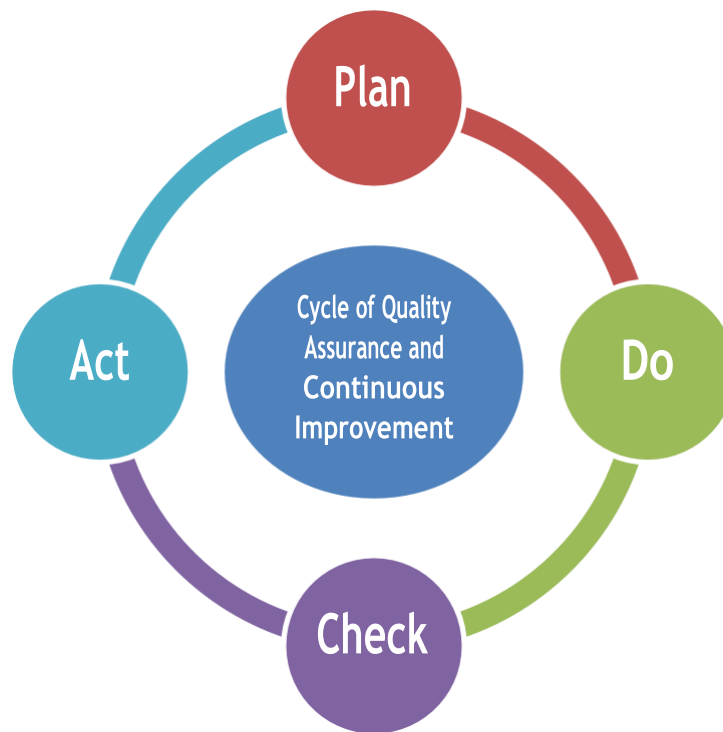 Plan
Do
Check
Act
Cycle of Quality
Assurance and
Continuous
Improvement